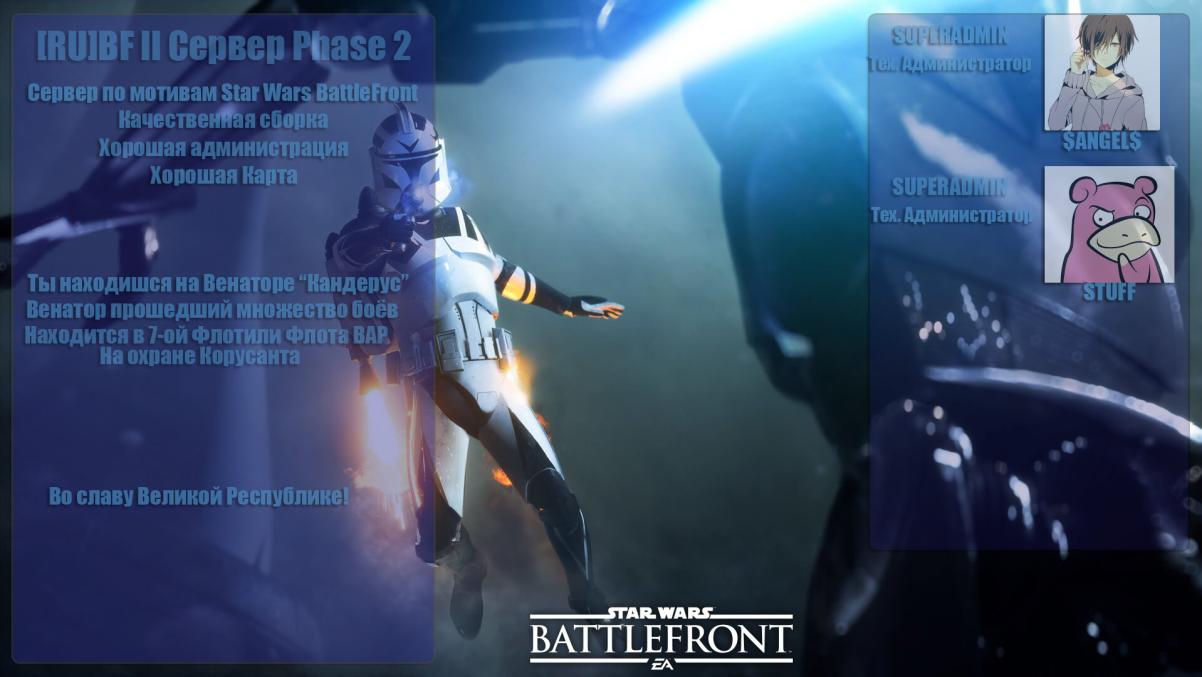 [RU]BF II Сервер Phase 2
Сервер по мотивам Star Wars BattleFront
Качественная сборка
Хорошая администрация
Хорошая Карта
Ты находишся на Венаторе “Кандерус”
Венатор прошедший множество боёв
Находится в 7-ой Флотили Флота ВАР
На охране Корусанта
Во славу Великой Республике!
SUPERADMIN
Тех. Администратор
$ANGEL$
SUPERADMIN
Тех. Администратор
STUFF
STAR WARS
BATTLEFRONT
EA